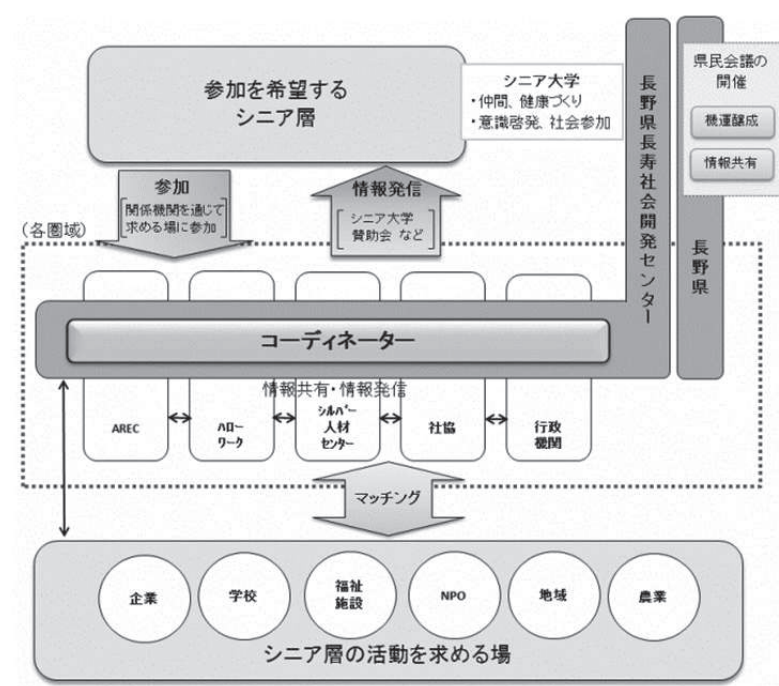 参加を希望する
シニア層
シニア大学
・仲間、健康づくり
・意識啓発、社会参加
長野県長寿社会開発センター
長野県
県民会議の
開催
機運醸成
情報共有
参加
関係機関を通じて
求める場に参加
情報発信
シニア大学
賛助会 など
(各圏域)
コーディネーター
情報共有・情報発信
AREC
ハロー
ワーク
シルバー
人材
センター
社協
行政
機関
マッチング
企業
学校
福祉
施設
NPO
地域
農業
シニア層の活動を求める場